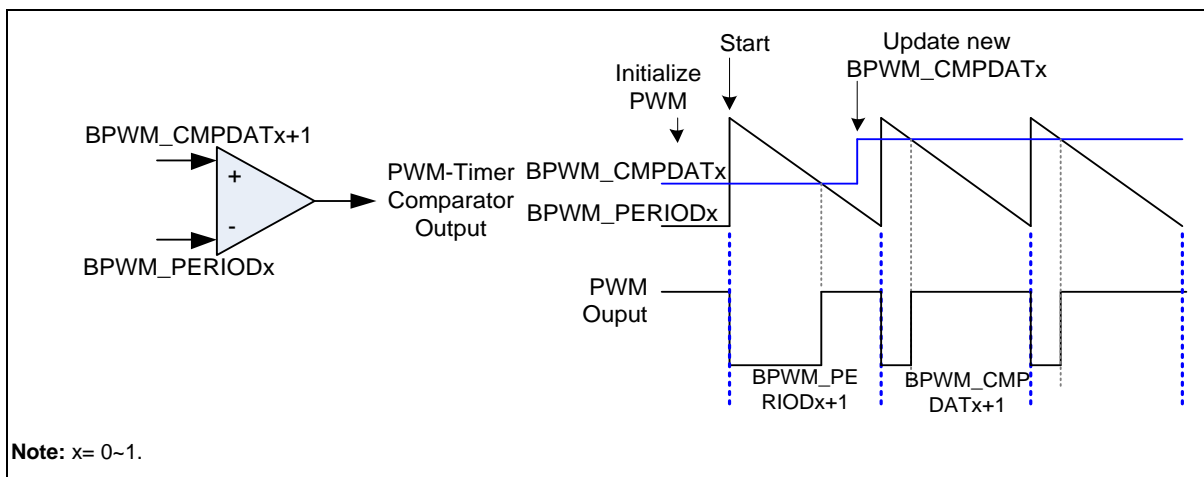 Start
Update new
BPWM_CMPDATx
Initialize
PWM
BPWM_CMPDATx+1
+
-
BPWM_PERIODx
PWM-Timer
Comparator
Output
BPWM_CMPDATx
BPWM_PERIODx
PWM
Ouput
BPWM_PE
RIODx+1
BPWM_CMP
DATx+1
Note: x= 0~1.